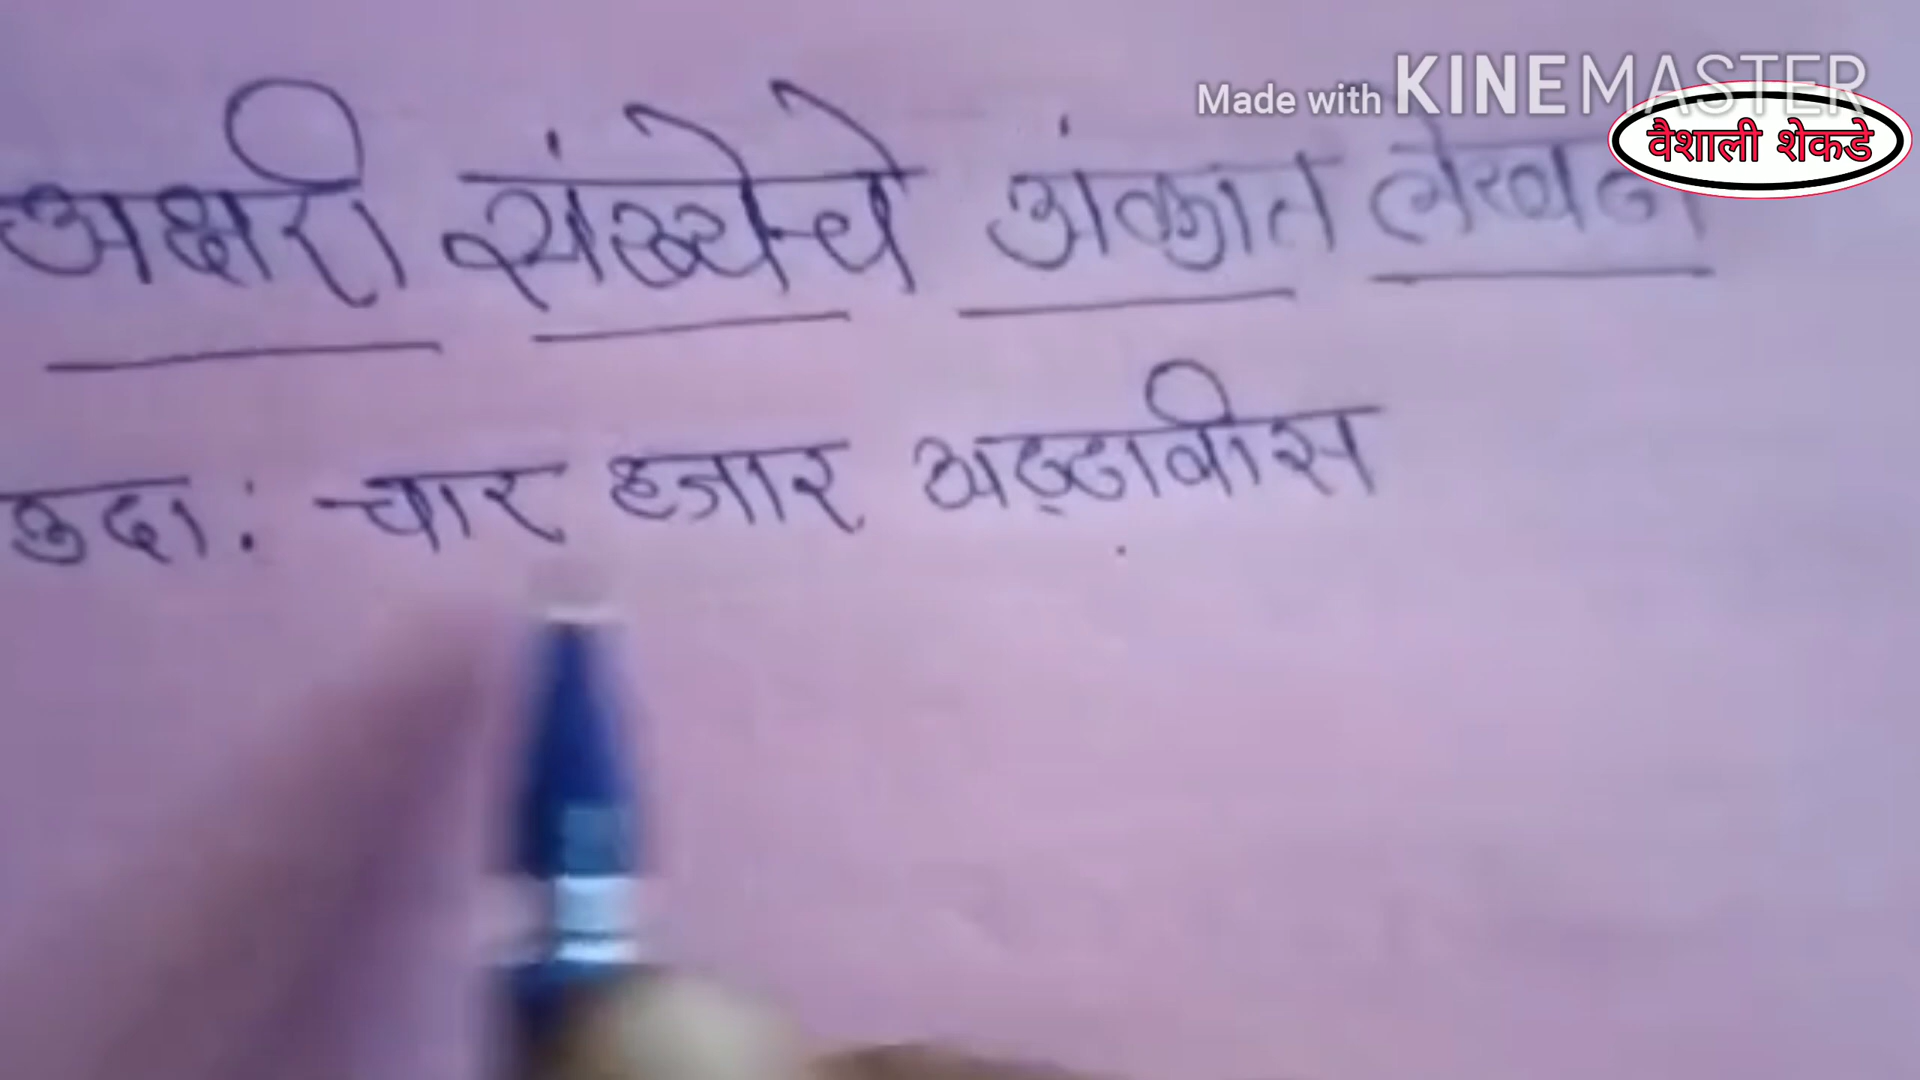 Made with KINEMASTER
वैशाली शेकडे
अक्षरी संख्येचे अंकात लेखन
उदा: चार हजार अठ्ठावीस